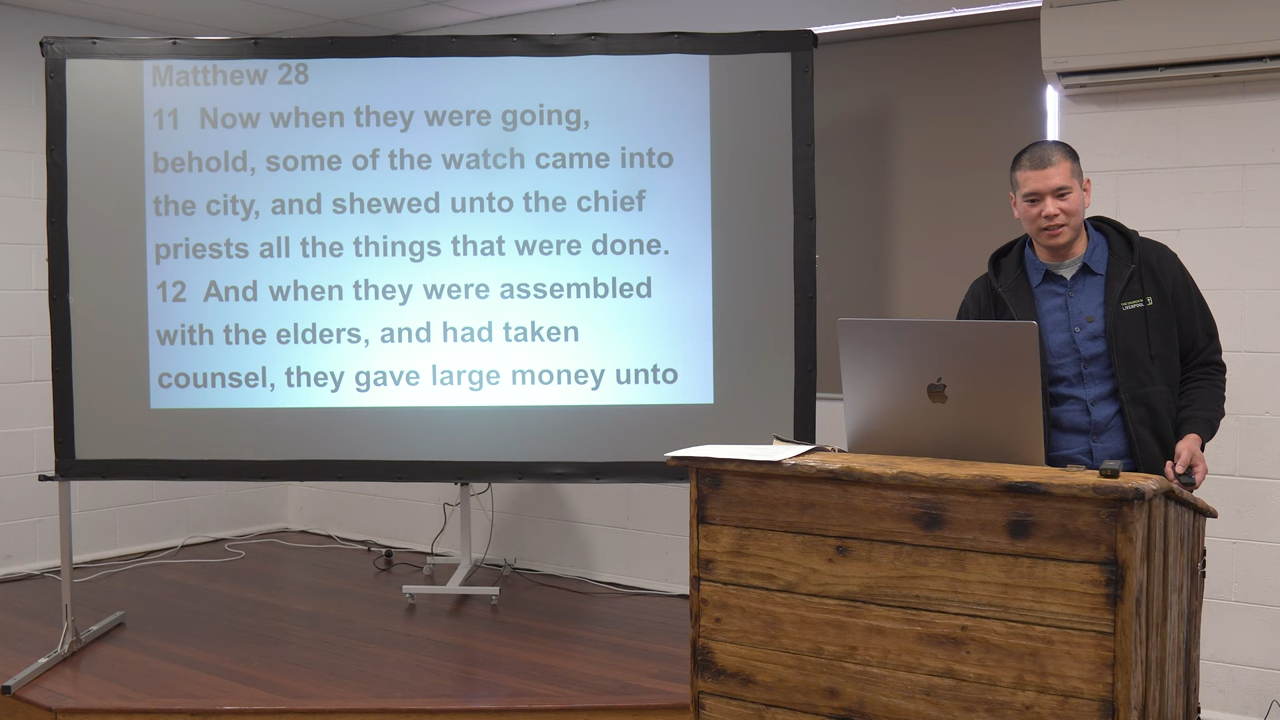 Matthew 28
11 Now when they were going,
behold, some of the watch came into
the city, and shewed unto the chief
priests all the things that were done.
12 And when they were assembled
with the elders, and had taken
counsel, they gave large money unto
LIVERPOOL